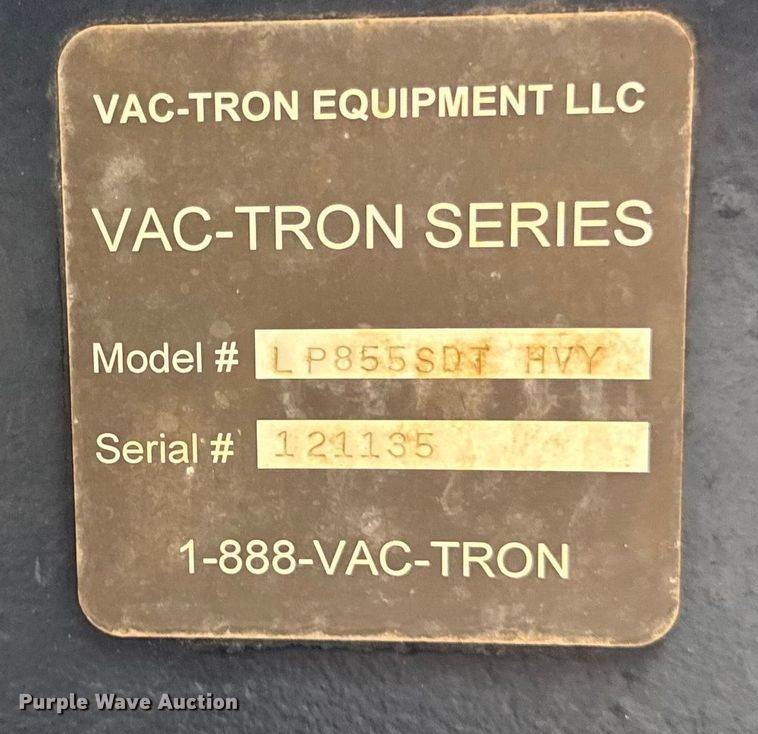 VAC-TRON EQUIPMENT LLC
VAC-TRON SERIES
Model # LP855SDT HVY
Serial # 121135
1-888-VAC-TRON
Purple Wave Auction